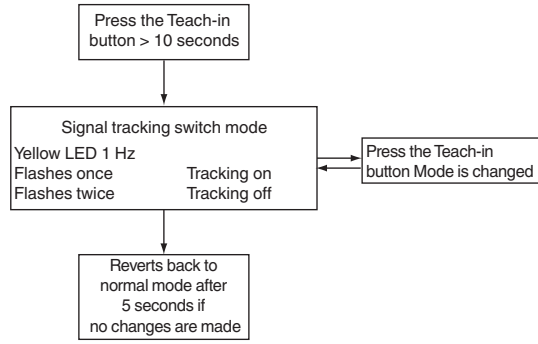 Press the Teach-in
button > 10 seconds
Signal tracking switch mode
Yellow LED 1 Hz
Flashes once Tracking on
Flashes twice Tracking off
Press the Teach-in
button Mode is changed
Reverts back to
normal mode after
5 seconds if
no changes are made